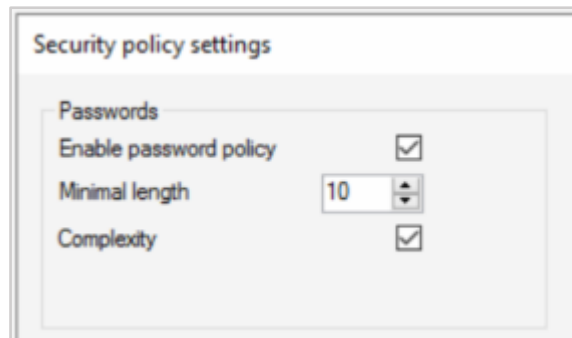 Security policy settings
Passwords
Enable password policy
Minimal length 10
Complexity